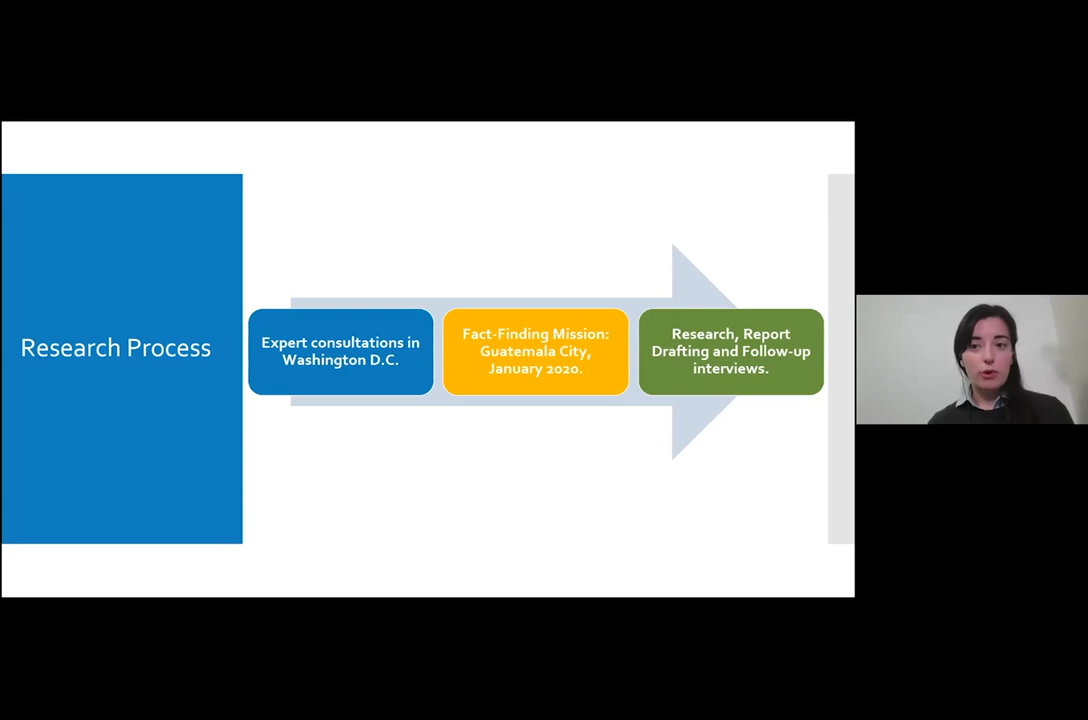 Research Process
Expert consultations in
Washington D.C.
Fact-Finding Mission:
Guatemala City,
January 2020.
Research, Report
Drafting and Follow-up
interviews.